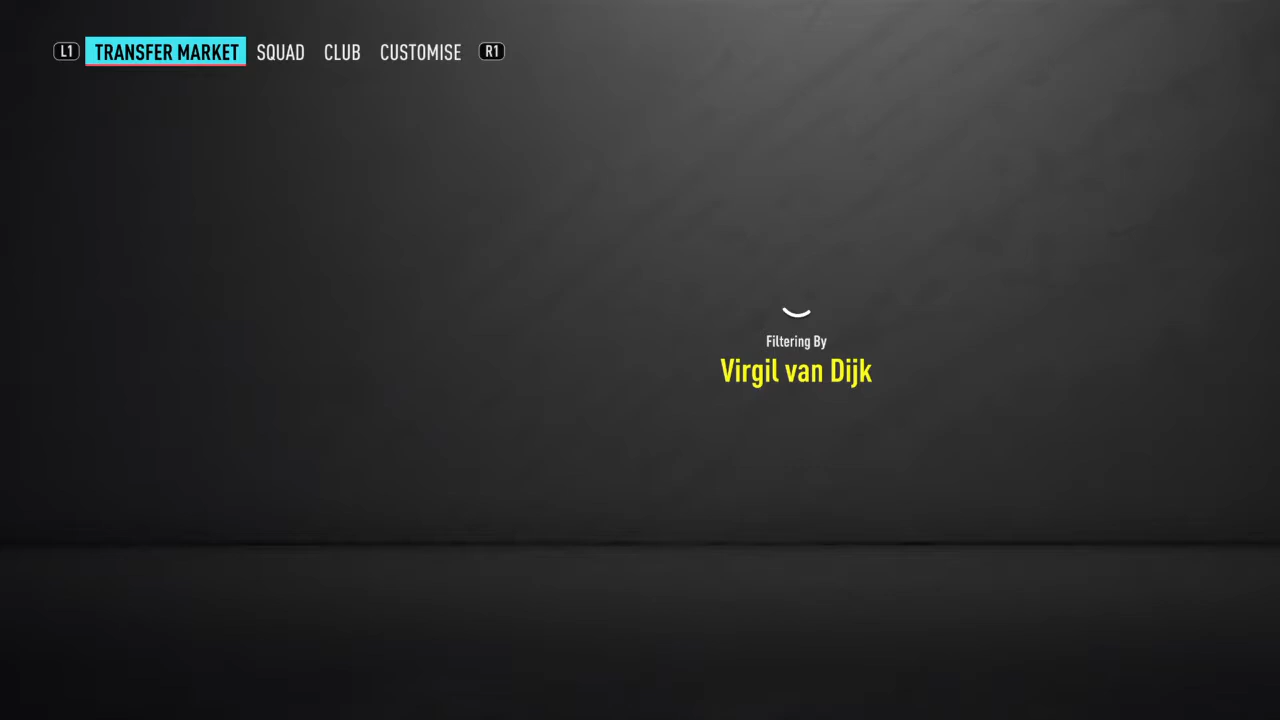 L1 TRANSFER MARKET SQUAD CLUB CUSTOMISE R1
Filtering By
Virgil van Dijk